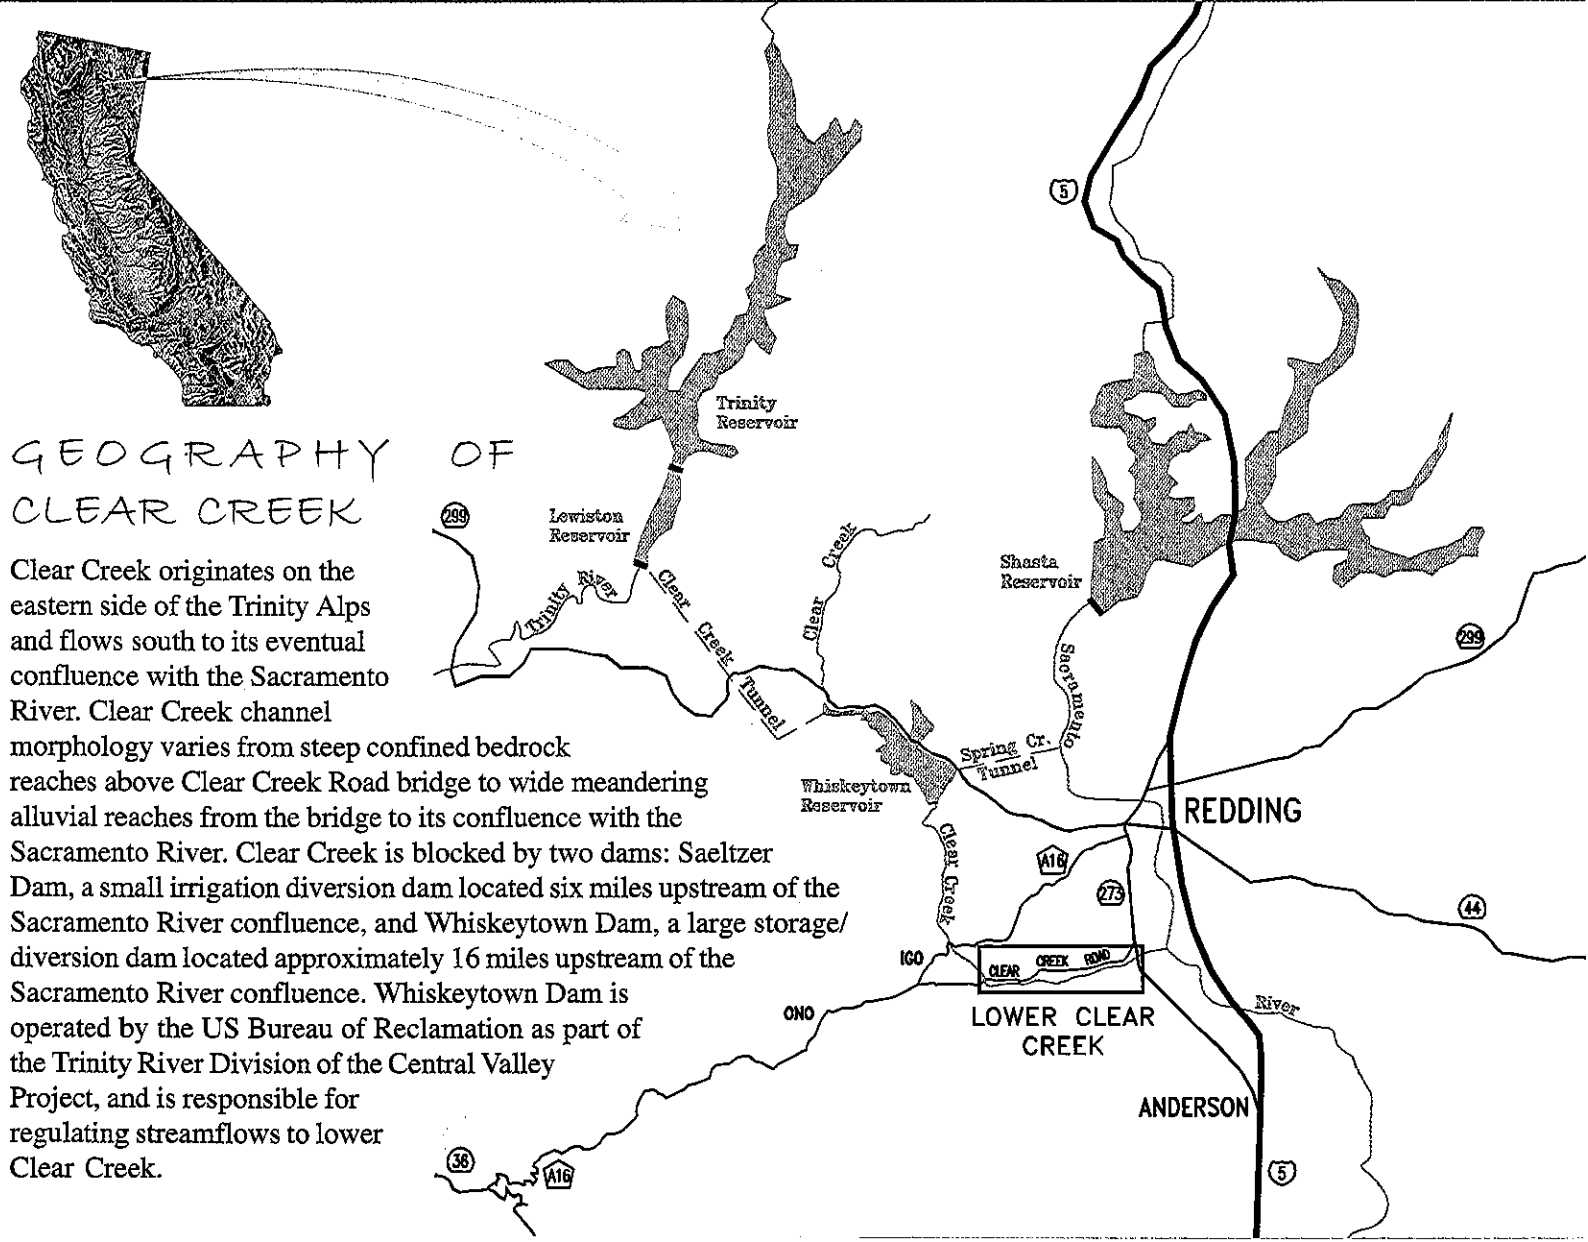 GEOGRAPHY OF
CLEAR CREEK
Clear Creek originates on the
eastern side of the Trinity Alps
and flows south to its eventual
confluence with the Sacramento
River. Clear Creek channel
morphology varies from steep confined bedrock
reaches above Clear Creek Road bridge to wide meandering
alluvial reaches from the bridge to its confluence with the
Sacramento River. Clear Creek is blocked by two dams: Saeltzer
Dam, a small irrigation diversion dam located six miles upstream of the
Sacramento River confluence, and Whiskeytown Dam, a large storage/
diversion dam located approximately 16 miles upstream of the
Sacramento River confluence. Whiskeytown Dam is
operated by the US Bureau of Reclamation as part of
the Trinity River Division of the Central Valley
Project, and is responsible for
regulating streamflows to lower
Clear Creek.
5
Trinity
Reservoir
299
Lewiston
Reservoir
Trinity River
Clear Creek Tunnel
Clear Creek
Shasta
Reservoir
Sacramento
299
Spring Cr.
Tunnel
Whiskeytown
Reservoir
REDDING
Clear Creek
A16
273
44
IGO
CLEAR CREEK ROAD
ONO
LOWER CLEAR
CREEK
River
ANDERSON
36
A16
5